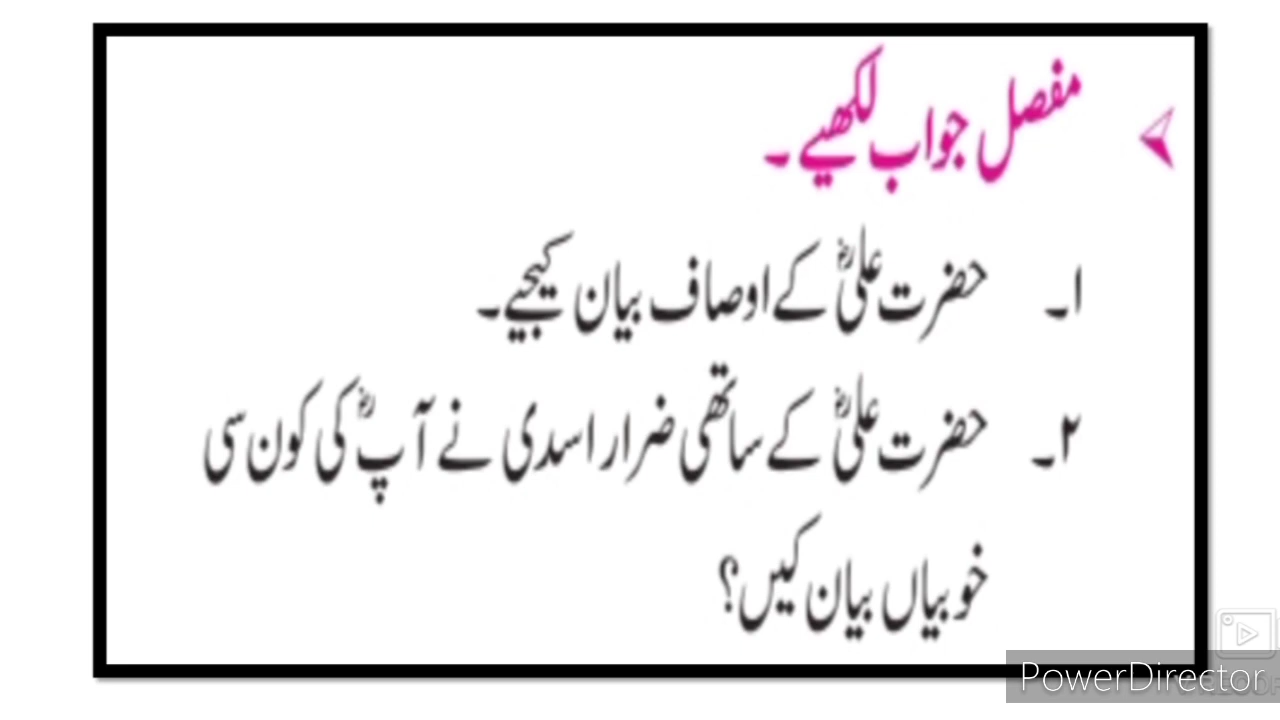 مفصل جواب لکھیے۔
۱۔ حضرت علیؓ کے اوصاف بیان کیجیے۔
۲۔ حضرت علیؓ کے ساتھی ضرار اسدی نے آپؓ کی کون سی
خوبیاں بیان کیں؟
PowerDirector